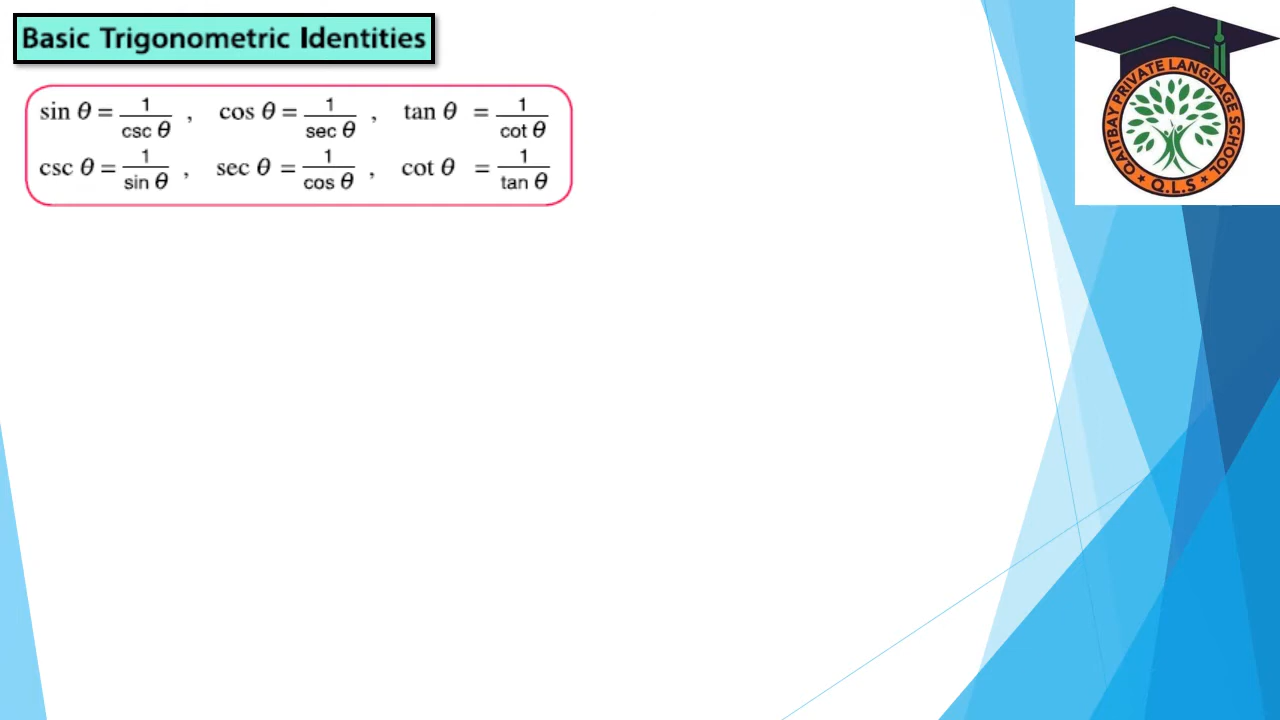 Basic Trigonometric Identities
sin θ = 1/csc θ , cos θ = 1/sec θ , tan θ = 1/cot θ
csc θ = 1/sin θ , sec θ = 1/cos θ , cot θ = 1/tan θ
QAITBAY PRIVATE LANGUAGE SCHOOL
Q.L.S